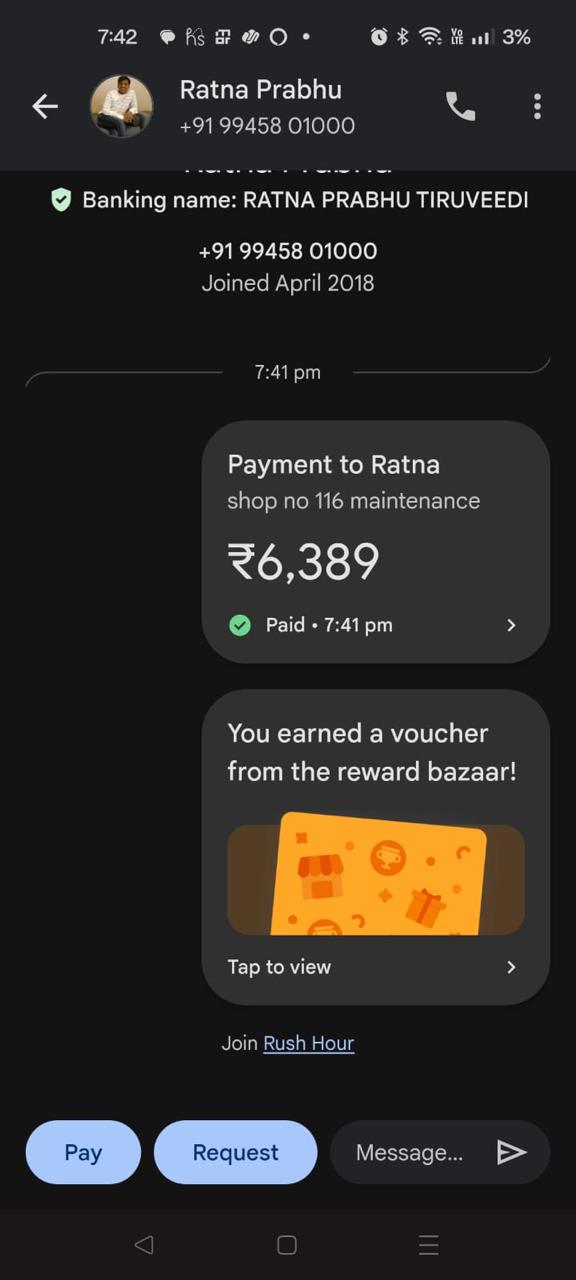 7:42
3%
Ratna Prabhu
+91 99458 01000
Ratna Prabhu
Banking name: RATNA PRABHU TIRUVEEDI
+91 99458 01000
Joined April 2018
7:41 pm
Payment to Ratna
shop no 116 maintenance
₹6,389
Paid • 7:41 pm
You earned a voucher
from the reward bazaar!
Tap to view
Join Rush Hour
Pay
Request
Message...